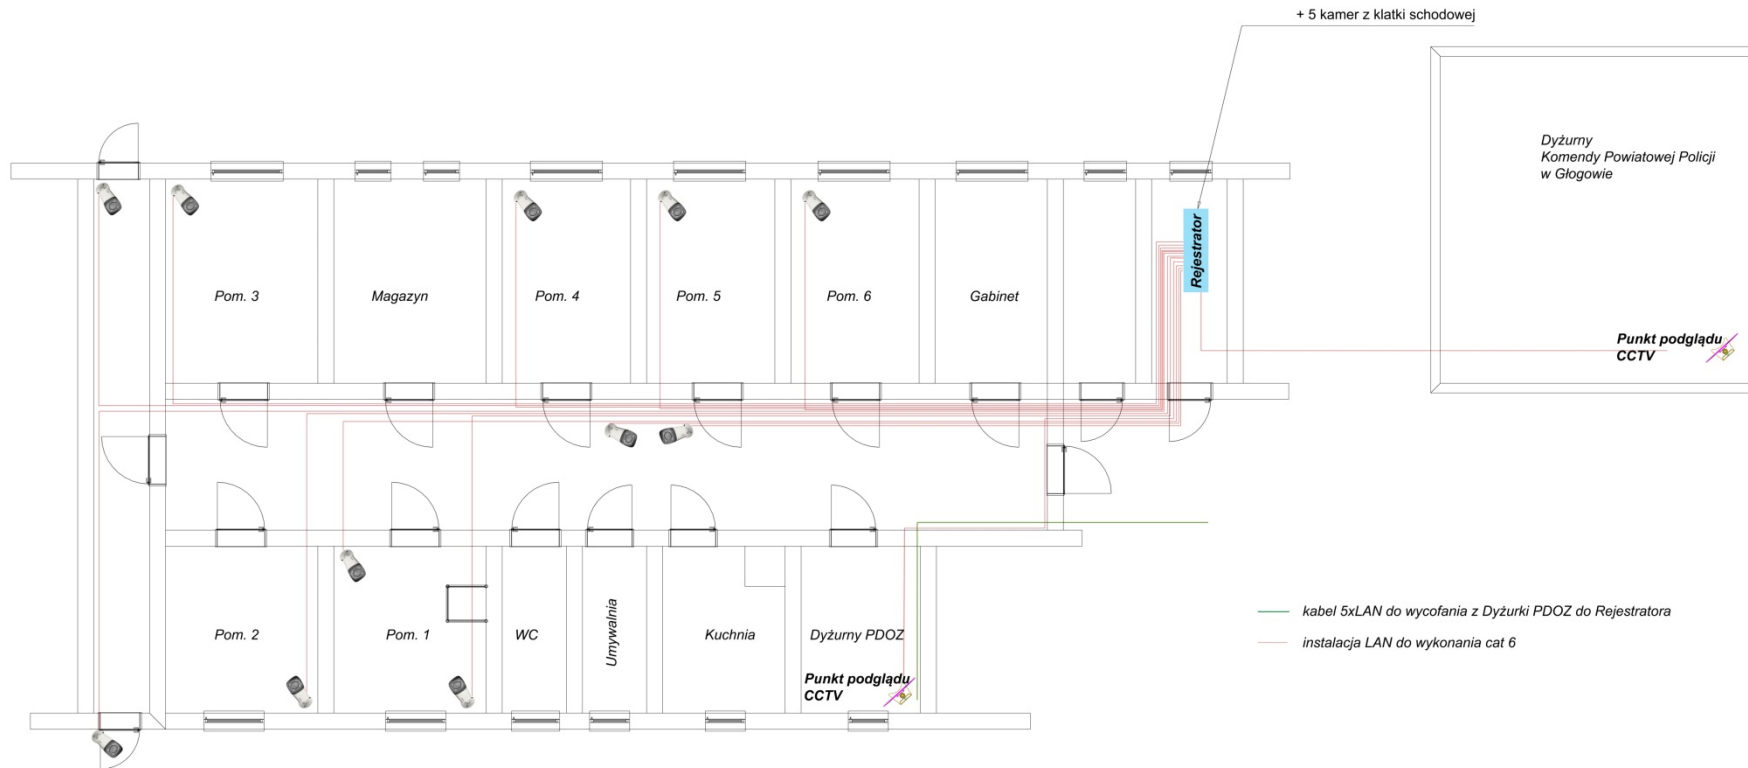 + 5 kamer z klatki schodowej
Dyżurny
Komendy Powiatowej Policji
w Głogowie
Rejestrator
Pom. 3
Magazyn
Pom. 4
Pom. 5
Pom. 6
Gabinet
Punkt podglądu
CCTV
Pom. 2
Pom. 1
WC
Umywalnia
Kuchnia
Dyżurny PDOZ
Punkt podglądu
CCTV
kabel 5xLAN do wycofania z Dyżurki PDOZ do Rejestratora
instalacja LAN do wykonania cat 6